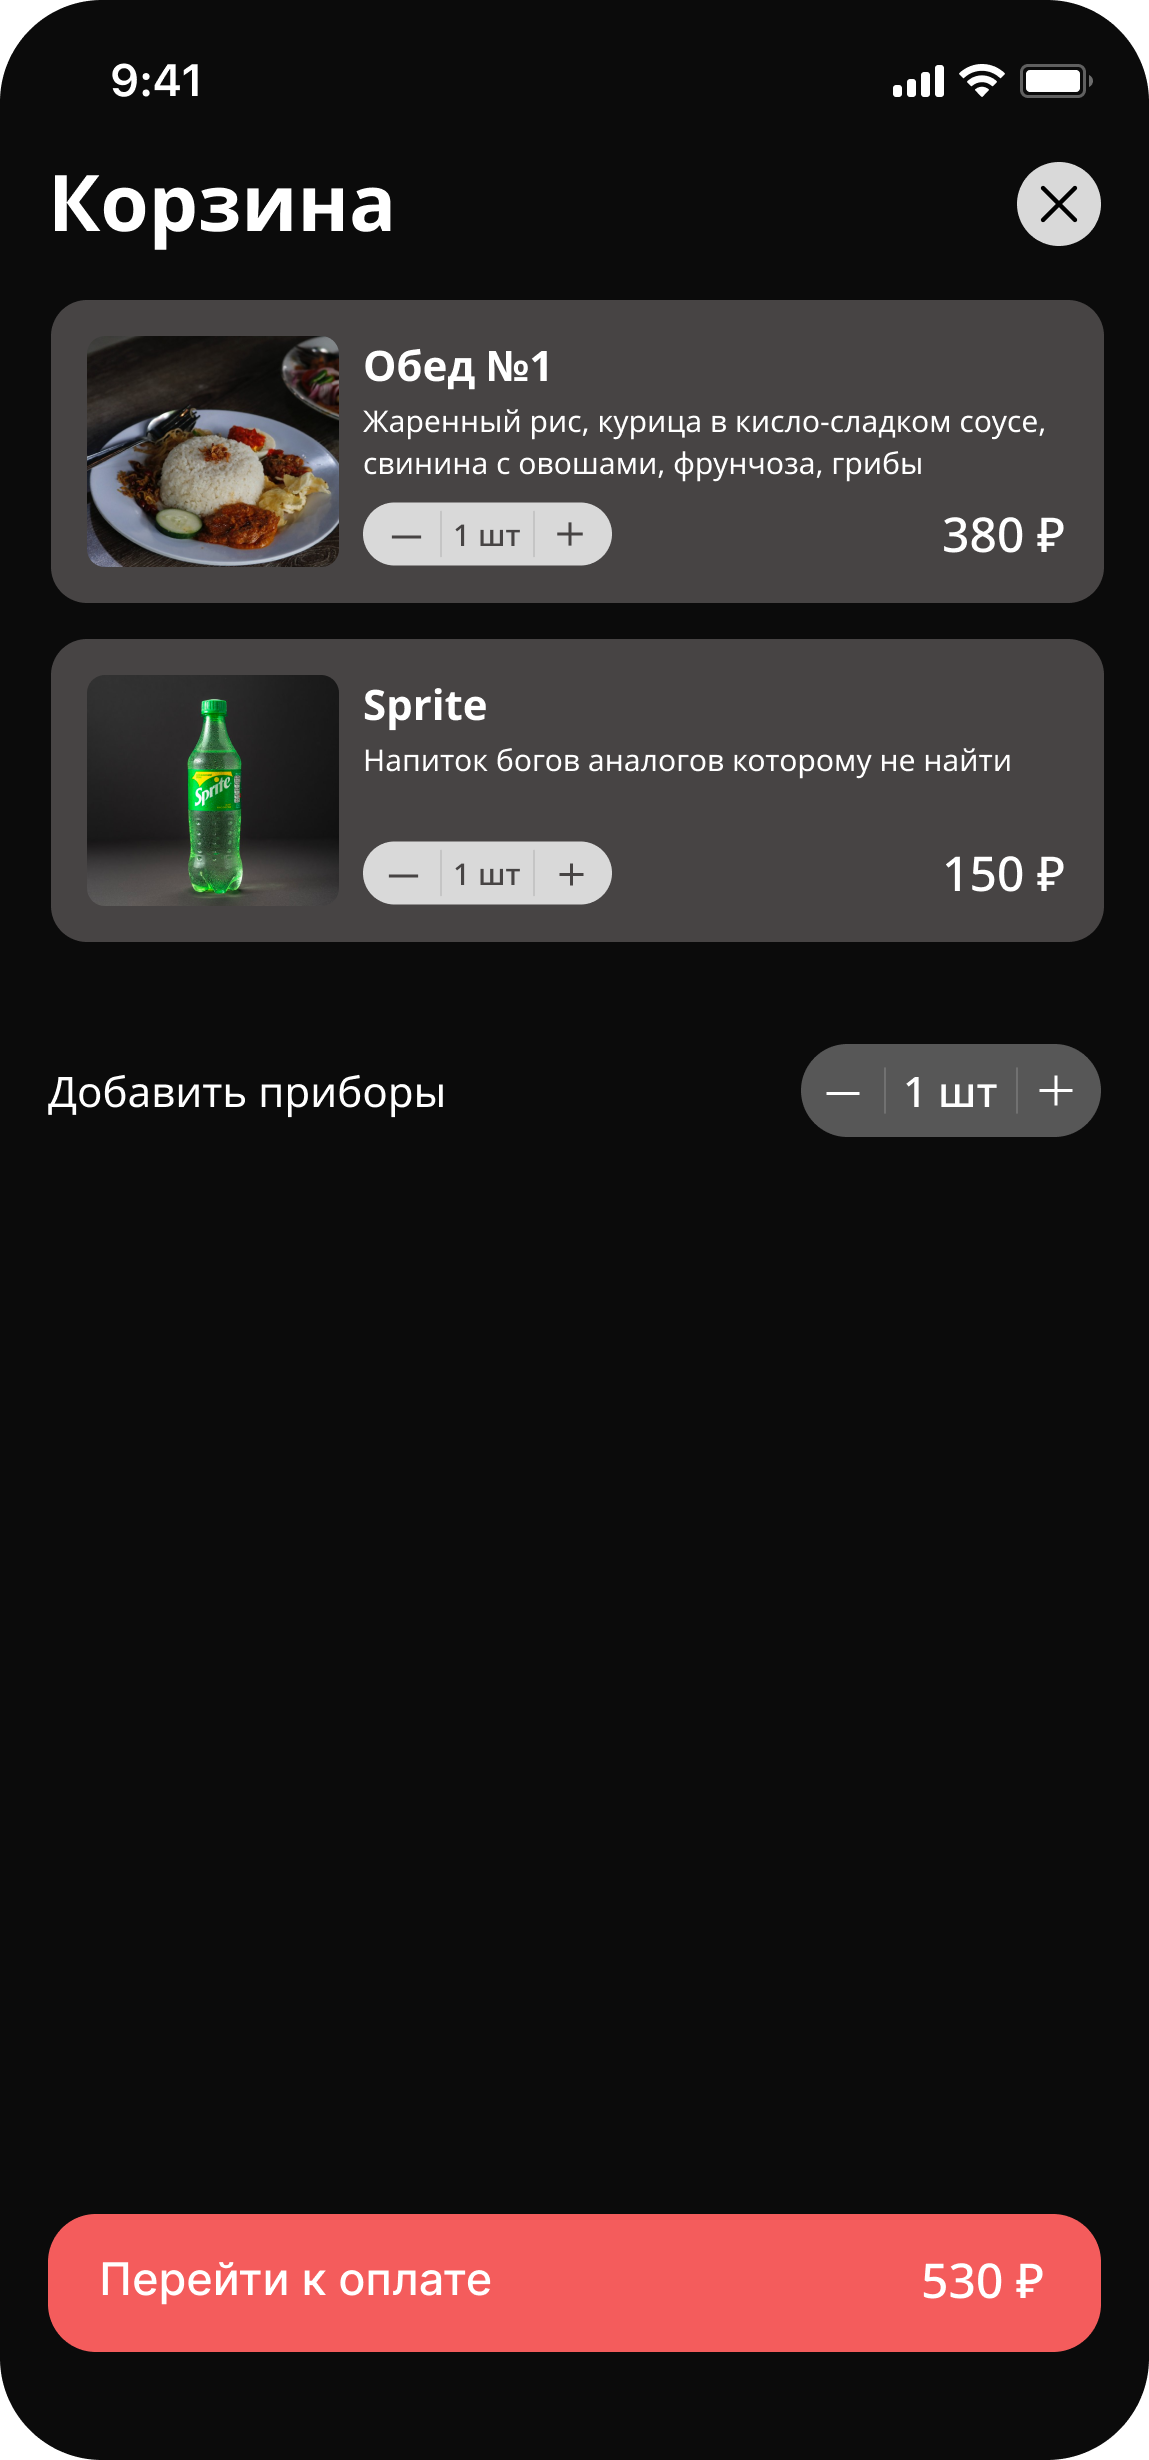 9:41
Корзина
Обед №1
Жаренный рис, курица в кисло-сладком соусе,
свинина с овошами, фрунчоза, грибы
— 1 шт +
380 ₽
Sprite
Sprite
Напиток богов аналогов которому не найти
— 1 шт +
150 ₽
Добавить приборы
— 1 шт +
Перейти к оплате
530 ₽